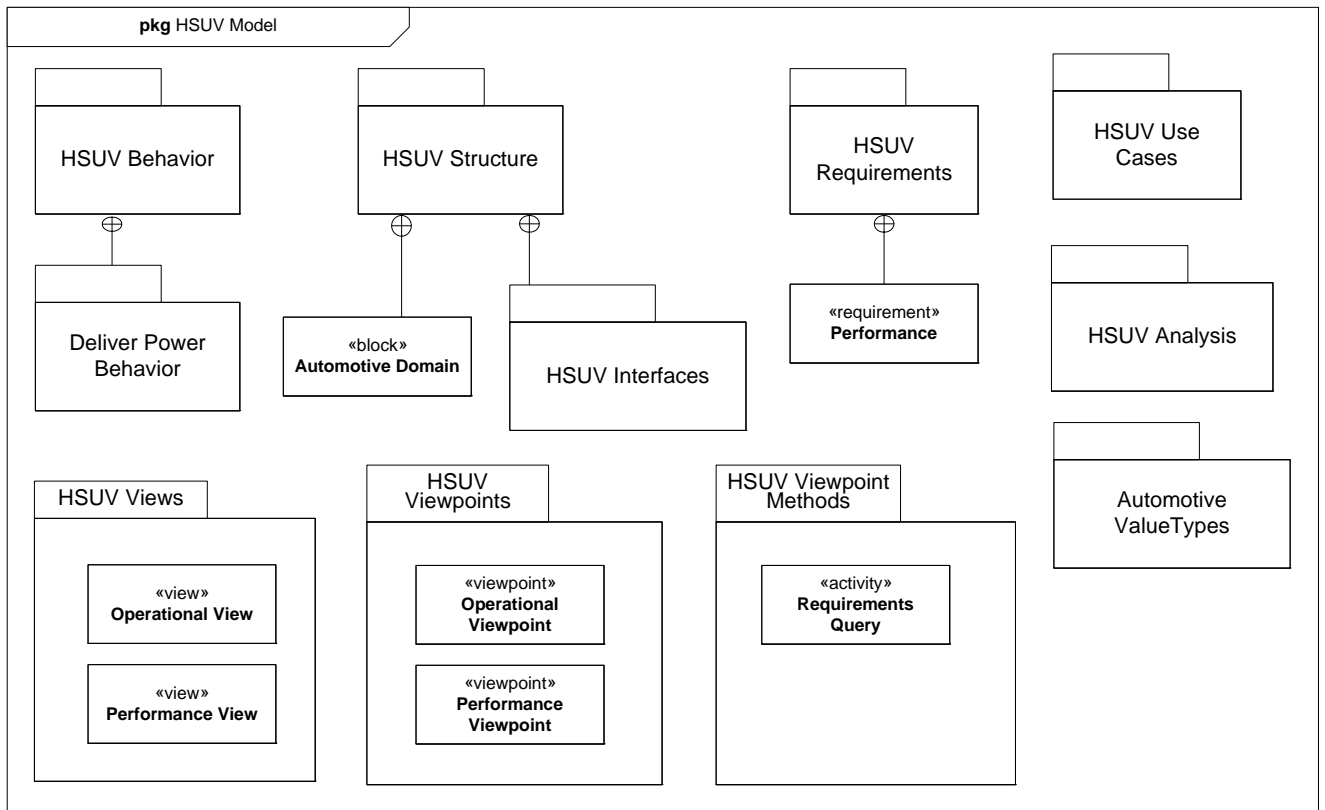 pkg HSUV Model
HSUV Behavior
HSUV Structure
HSUV
Requirements
HSUV Use
Cases
Deliver Power
Behavior
«block»
Automotive Domain
HSUV Interfaces
«requirement»
Performance
HSUV Analysis
HSUV Views
«view»
Operational View
«view»
Performance View
HSUV
Viewpoints
«viewpoint»
Operational
Viewpoint
«viewpoint»
Performance
Viewpoint
HSUV Viewpoint
Methods
«activity»
Requirements
Query
Automotive
ValueTypes